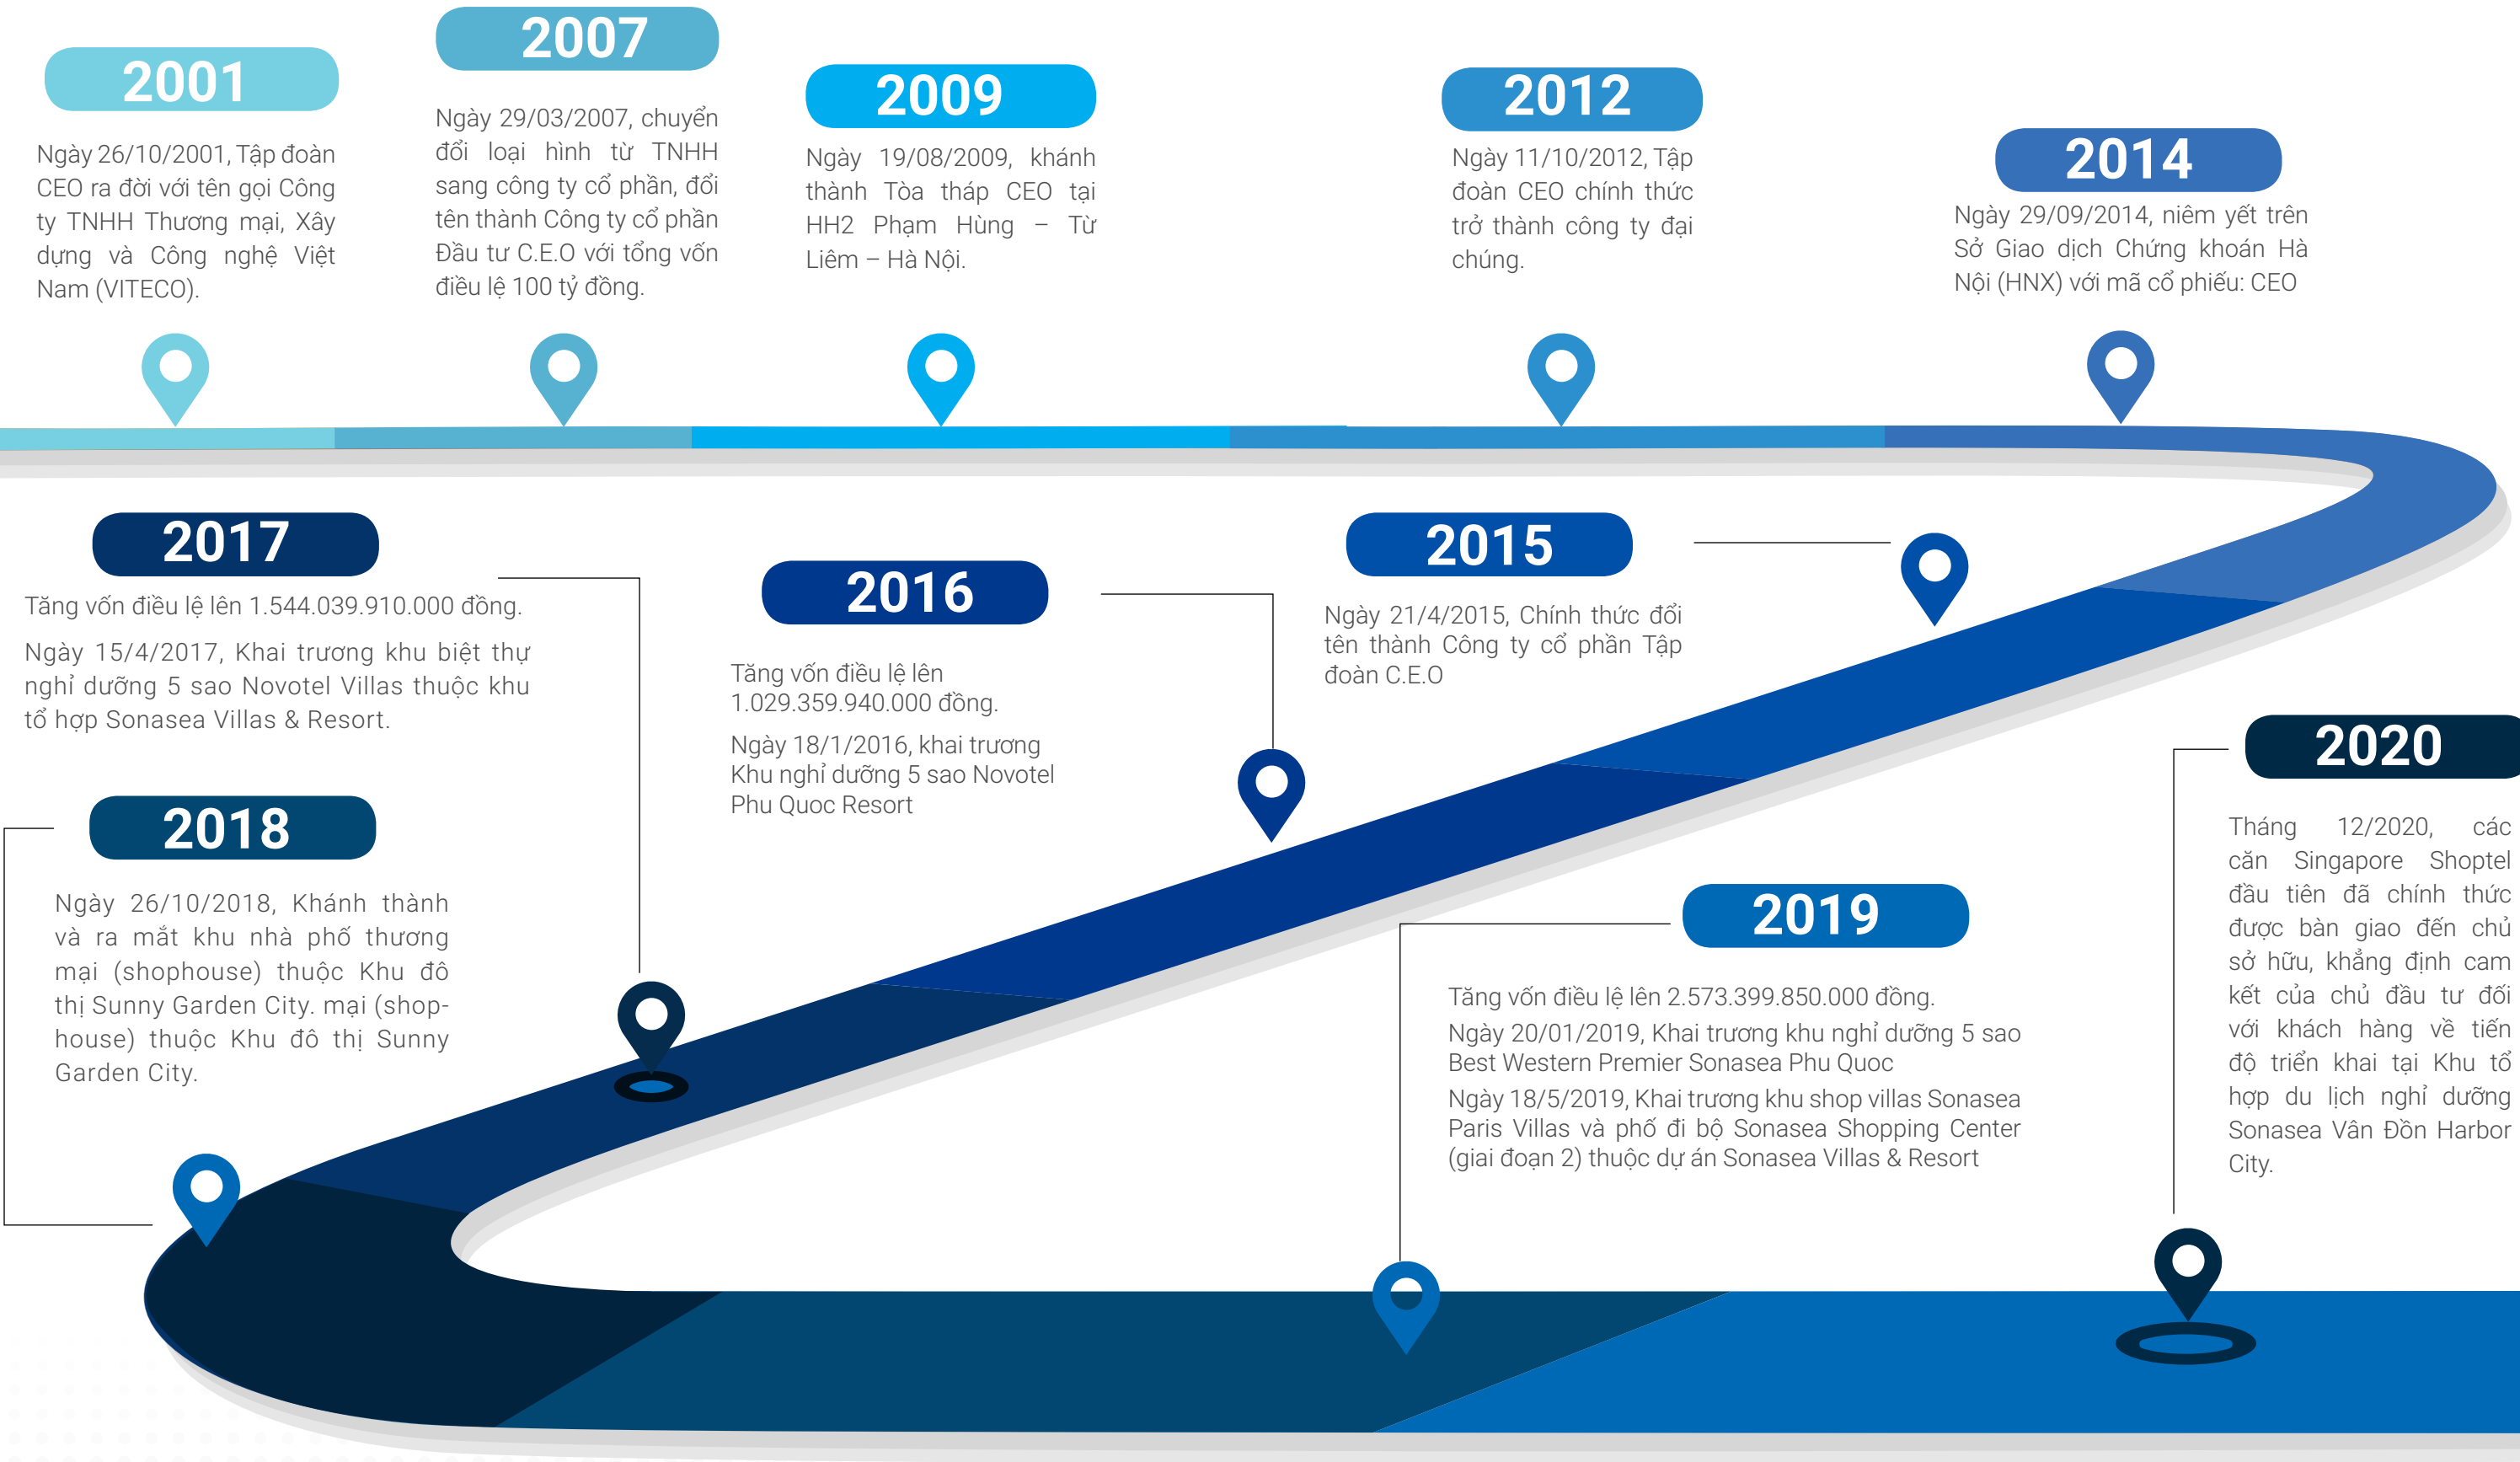 2001
Ngày 26/10/2001, Tập đoàn
CEO ra đời với tên gọi Công
ty TNHH Thương mại, Xây
dựng và Công nghệ Việt
Nam (VITECO).
2007
Ngày 29/03/2007, chuyển
đổi loại hình từ TNHH
sang công ty cổ phần, đổi
tên thành Công ty cổ phần
Đầu tư C.E.O với tổng vốn
điều lệ 100 tỷ đồng.
2009
Ngày 19/08/2009, khánh
thành Tòa tháp CEO tại
HH2 Phạm Hùng – Từ
Liêm – Hà Nội.
2012
Ngày 11/10/2012, Tập
đoàn CEO chính thức
trở thành công ty đại
chúng.
2014
Ngày 29/09/2014, niêm yết trên
Sở Giao dịch Chứng khoán Hà
Nội (HNX) với mã cổ phiếu: CEO
2015
Ngày 21/4/2015, Chính thức đổi
tên thành Công ty cổ phần Tập
đoàn C.E.O
2016
Tăng vốn điều lệ lên
1.029.359.940.000 đồng.
Ngày 18/1/2016, khai trương
Khu nghỉ dưỡng 5 sao Novotel
Phu Quoc Resort
2017
Tăng vốn điều lệ lên 1.544.039.910.000 đồng.
Ngày 15/4/2017, Khai trương khu biệt thự
nghỉ dưỡng 5 sao Novotel Villas thuộc khu
tổ hợp Sonasea Villas & Resort.
2018
Ngày 26/10/2018, Khánh thành
và ra mắt khu nhà phố thương
mại (shophouse) thuộc Khu đô
thị Sunny Garden City. mại (shop-
house) thuộc Khu đô thị Sunny
Garden City.
2019
Tăng vốn điều lệ lên 2.573.399.850.000 đồng.
Ngày 20/01/2019, Khai trương khu nghỉ dưỡng 5 sao
Best Western Premier Sonasea Phu Quoc
Ngày 18/5/2019, Khai trương khu shop villas Sonasea
Paris Villas và phố đi bộ Sonasea Shopping Center
(giai đoạn 2) thuộc dự án Sonasea Villas & Resort
2020
Tháng 12/2020, các
căn Singapore Shoptel
đầu tiên đã chính thức
được bàn giao đến chủ
sở hữu, khẳng định cam
kết của chủ đầu tư đối
với khách hàng về tiến
độ triển khai tại Khu tổ
hợp du lịch nghỉ dưỡng
Sonasea Vân Đồn Harbor
City.